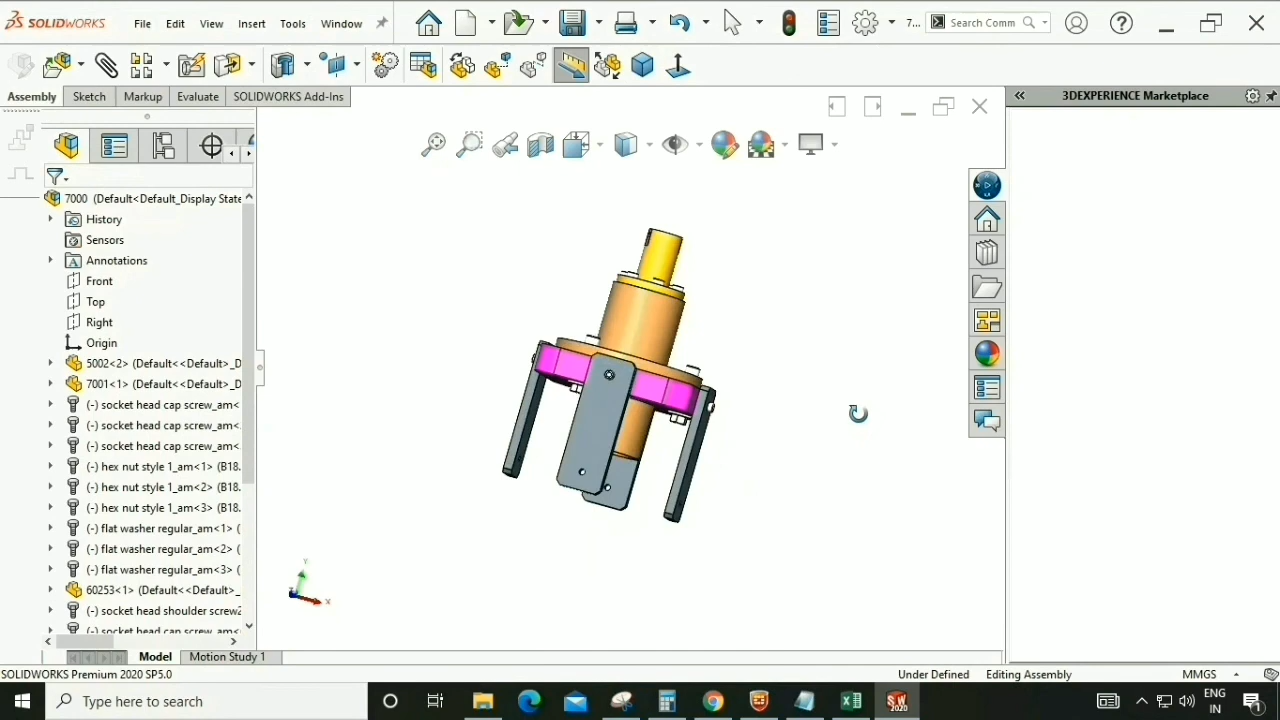 SOLIDWORKS File Edit View Insert Tools Window 7... Search Comm
Assembly Sketch Markup Evaluate SOLIDWORKS Add-Ins
3DEXPERIENCE Marketplace
7000 (Default<Default_Display State
History
Sensors
Annotations
Front
Top
Right
Origin
5002<2> (Default<<Default>_D
7001<1> (Default<<Default>_D
(-) socket head cap screw_am<
(-) socket head cap screw_am<
(-) socket head cap screw_am<
(-) hex nut style 1_am<1> (B18.
(-) hex nut style 1_am<2> (B18.
(-) hex nut style 1_am<3> (B18.
(-) flat washer regular_am<1> (
(-) flat washer regular_am<2> (
(-) flat washer regular_am<3> (
60253<1> (Default<<Default>_
(-) socket head shoulder screw2
(-) socket head cap screw_am<
Y
X
Model Motion Study 1
SOLIDWORKS Premium 2020 SP5.0 Under Defined Editing Assembly MMGS
Type here to search ENG
IN